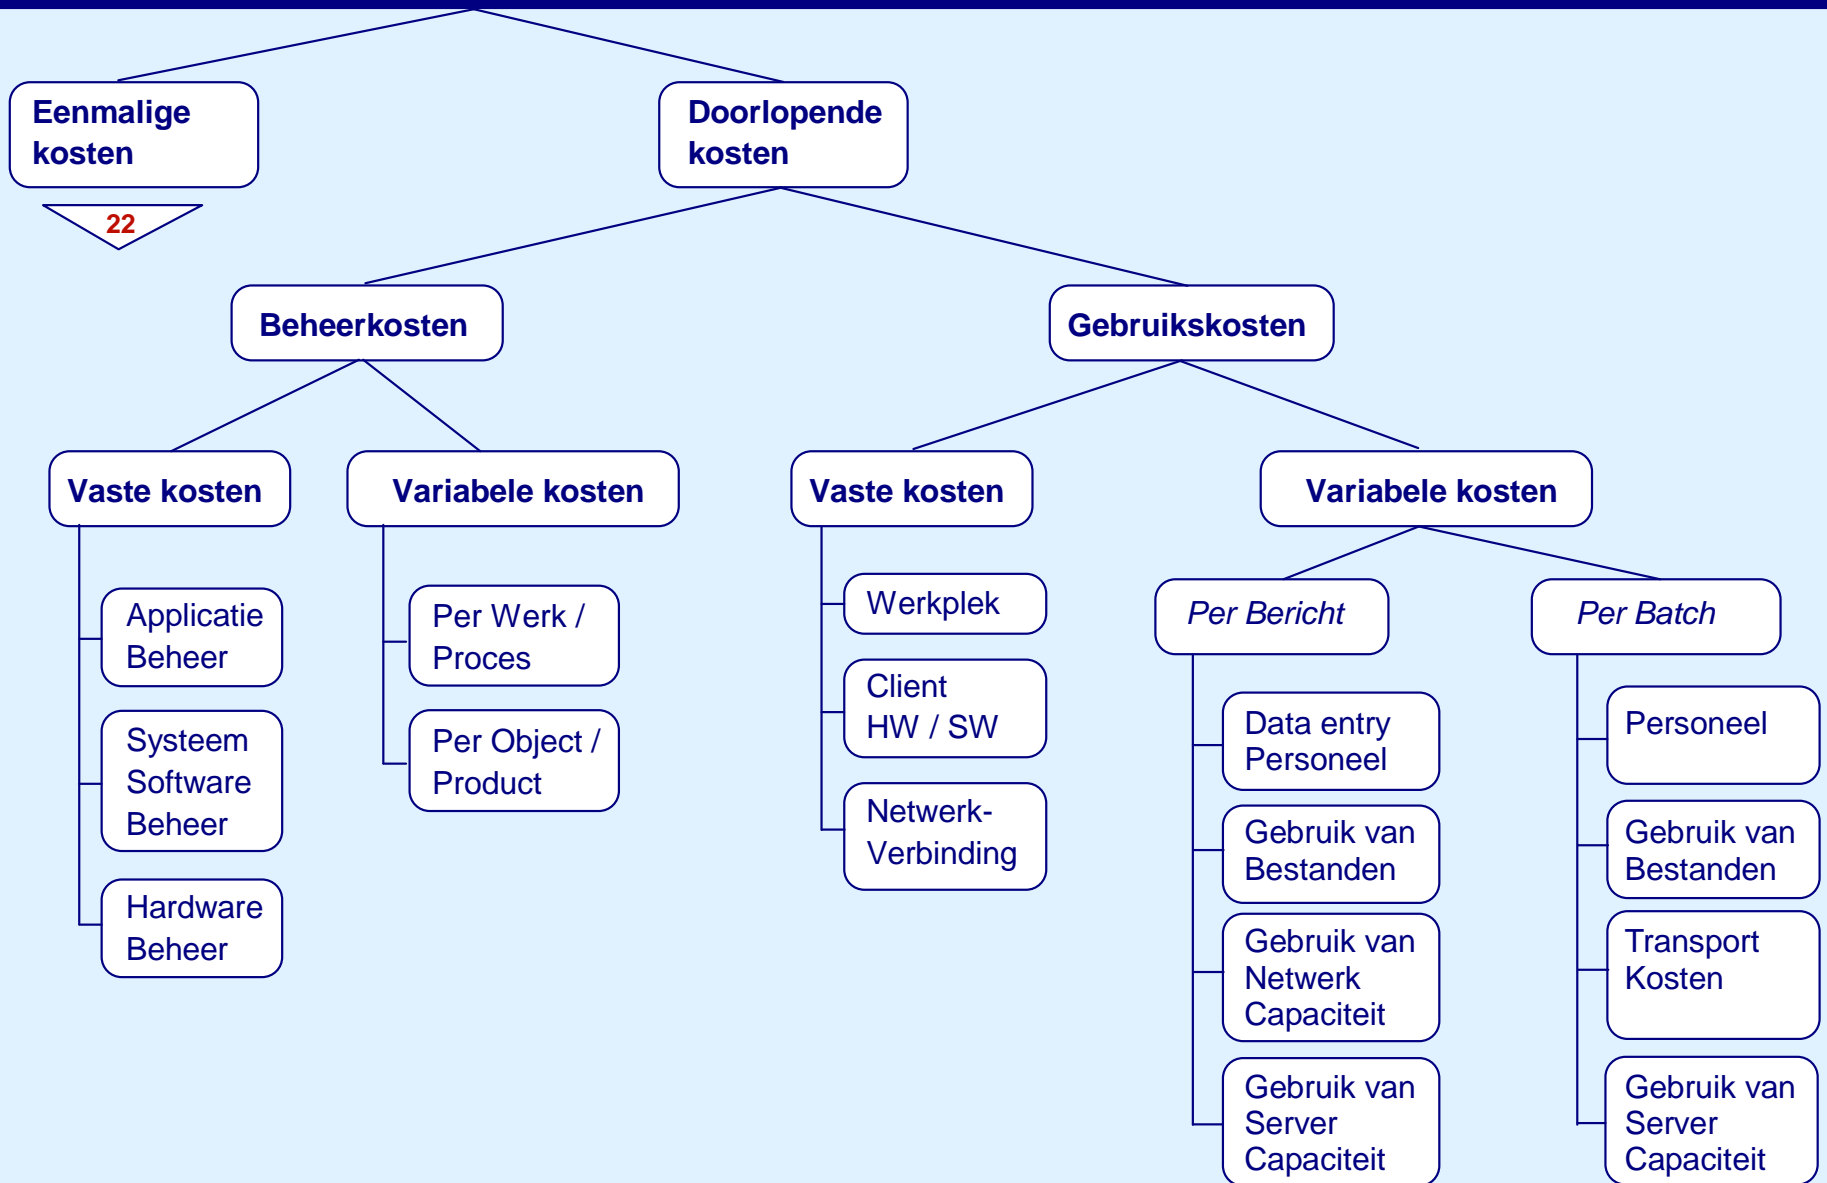 Eenmalige
kosten
Doorlopende
kosten
22
Beheerkosten
Gebruikskosten
Vaste kosten
Variabele kosten
Vaste kosten
Variabele kosten
Applicatie
Beheer
Systeem
Software
Beheer
Hardware
Beheer
Per Werk /
Proces
Per Object /
Product
Werkplek
Client
HW / SW
Netwerk-
Verbinding
Per Bericht
Per Batch
Data entry
Personeel
Gebruik van
Bestanden
Gebruik van
Netwerk
Capaciteit
Gebruik van
Server
Capaciteit
Personeel
Gebruik van
Bestanden
Transport
Kosten
Gebruik van
Server
Capaciteit